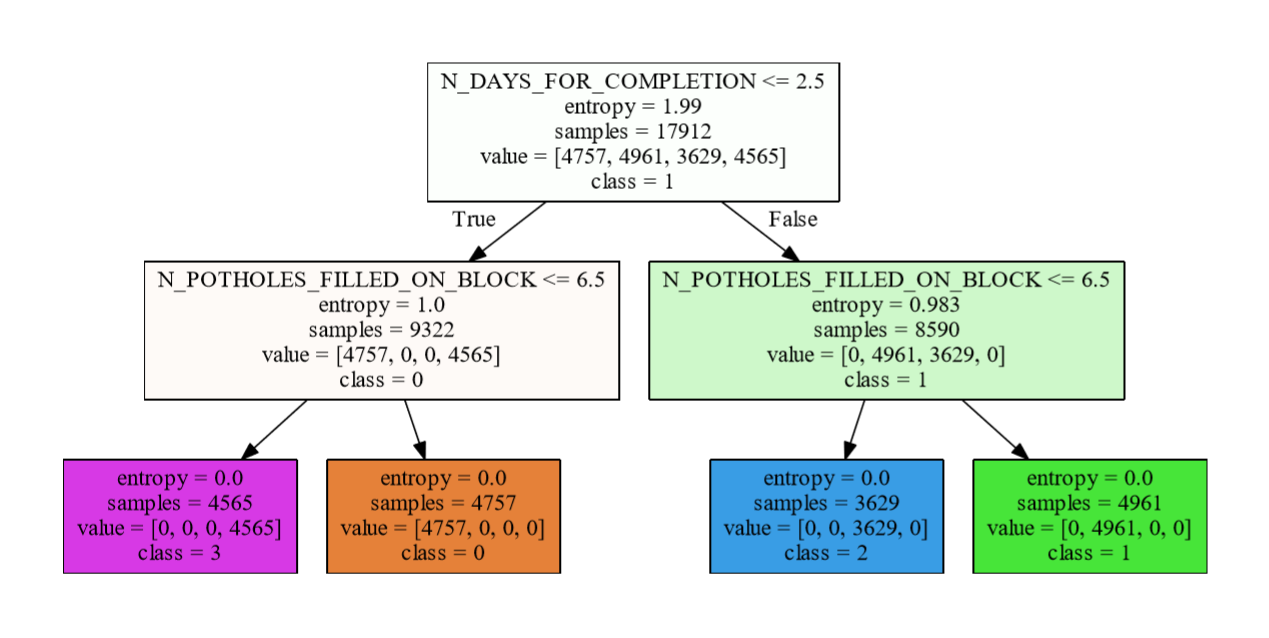 N_DAYS_FOR_COMPLETION <= 2.5
entropy = 1.99
samples = 17912
value = [4757, 4961, 3629, 4565]
class = 1
True
False
N_POTHOLES_FILLED_ON_BLOCK <= 6.5
entropy = 1.0
samples = 9322
value = [4757, 0, 0, 4565]
class = 0
N_POTHOLES_FILLED_ON_BLOCK <= 6.5
entropy = 0.983
samples = 8590
value = [0, 4961, 3629, 0]
class = 1
entropy = 0.0
samples = 4565
value = [0, 0, 0, 4565]
class = 3
entropy = 0.0
samples = 4757
value = [4757, 0, 0, 0]
class = 0
entropy = 0.0
samples = 3629
value = [0, 0, 3629, 0]
class = 2
entropy = 0.0
samples = 4961
value = [0, 4961, 0, 0]
class = 1